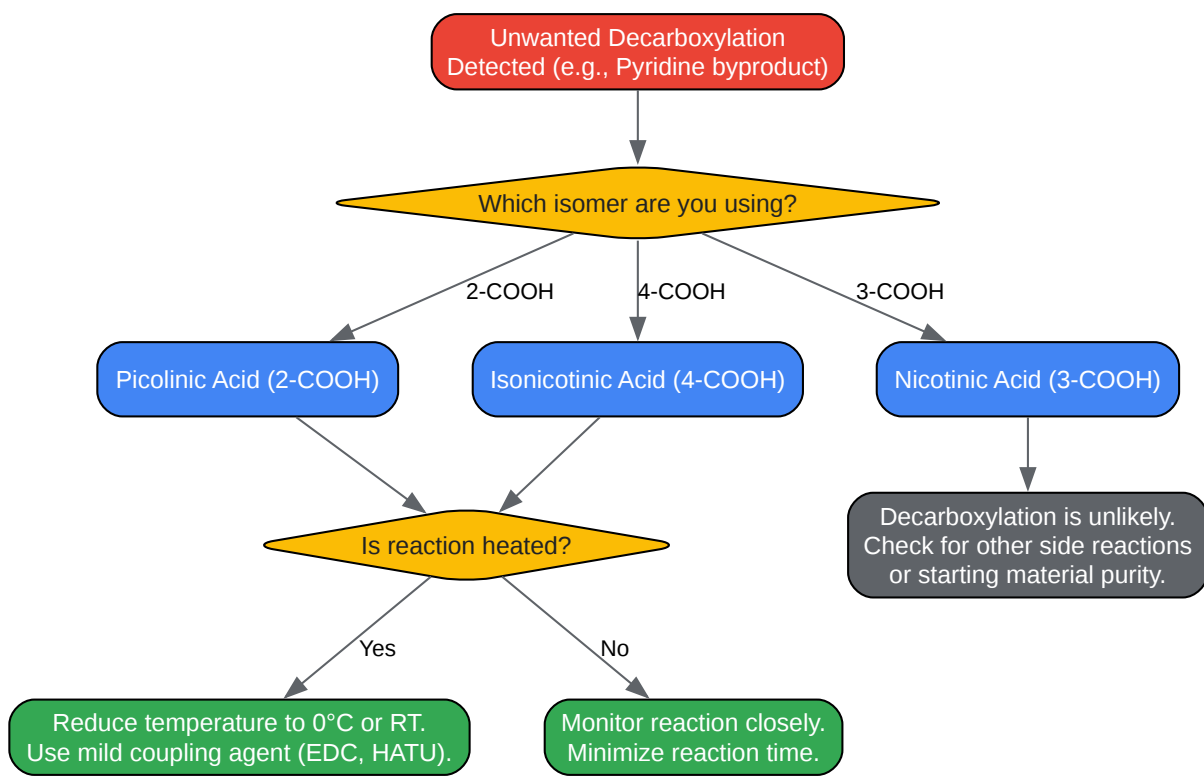 Unwanted Decarboxylation
Detected (e.g., Pyridine byproduct)
Which isomer are you using?
2-COOH
4-COOH
3-COOH
Picolinic Acid (2-COOH)
Isonicotinic Acid (4-COOH)
Nicotinic Acid (3-COOH)
Decarboxylation is unlikely.
Check for other side reactions
or starting material purity.
Is reaction heated?
Yes
No
Reduce temperature to 0°C or RT.
Use mild coupling agent (EDC, HATU).
Monitor reaction closely.
Minimize reaction time.